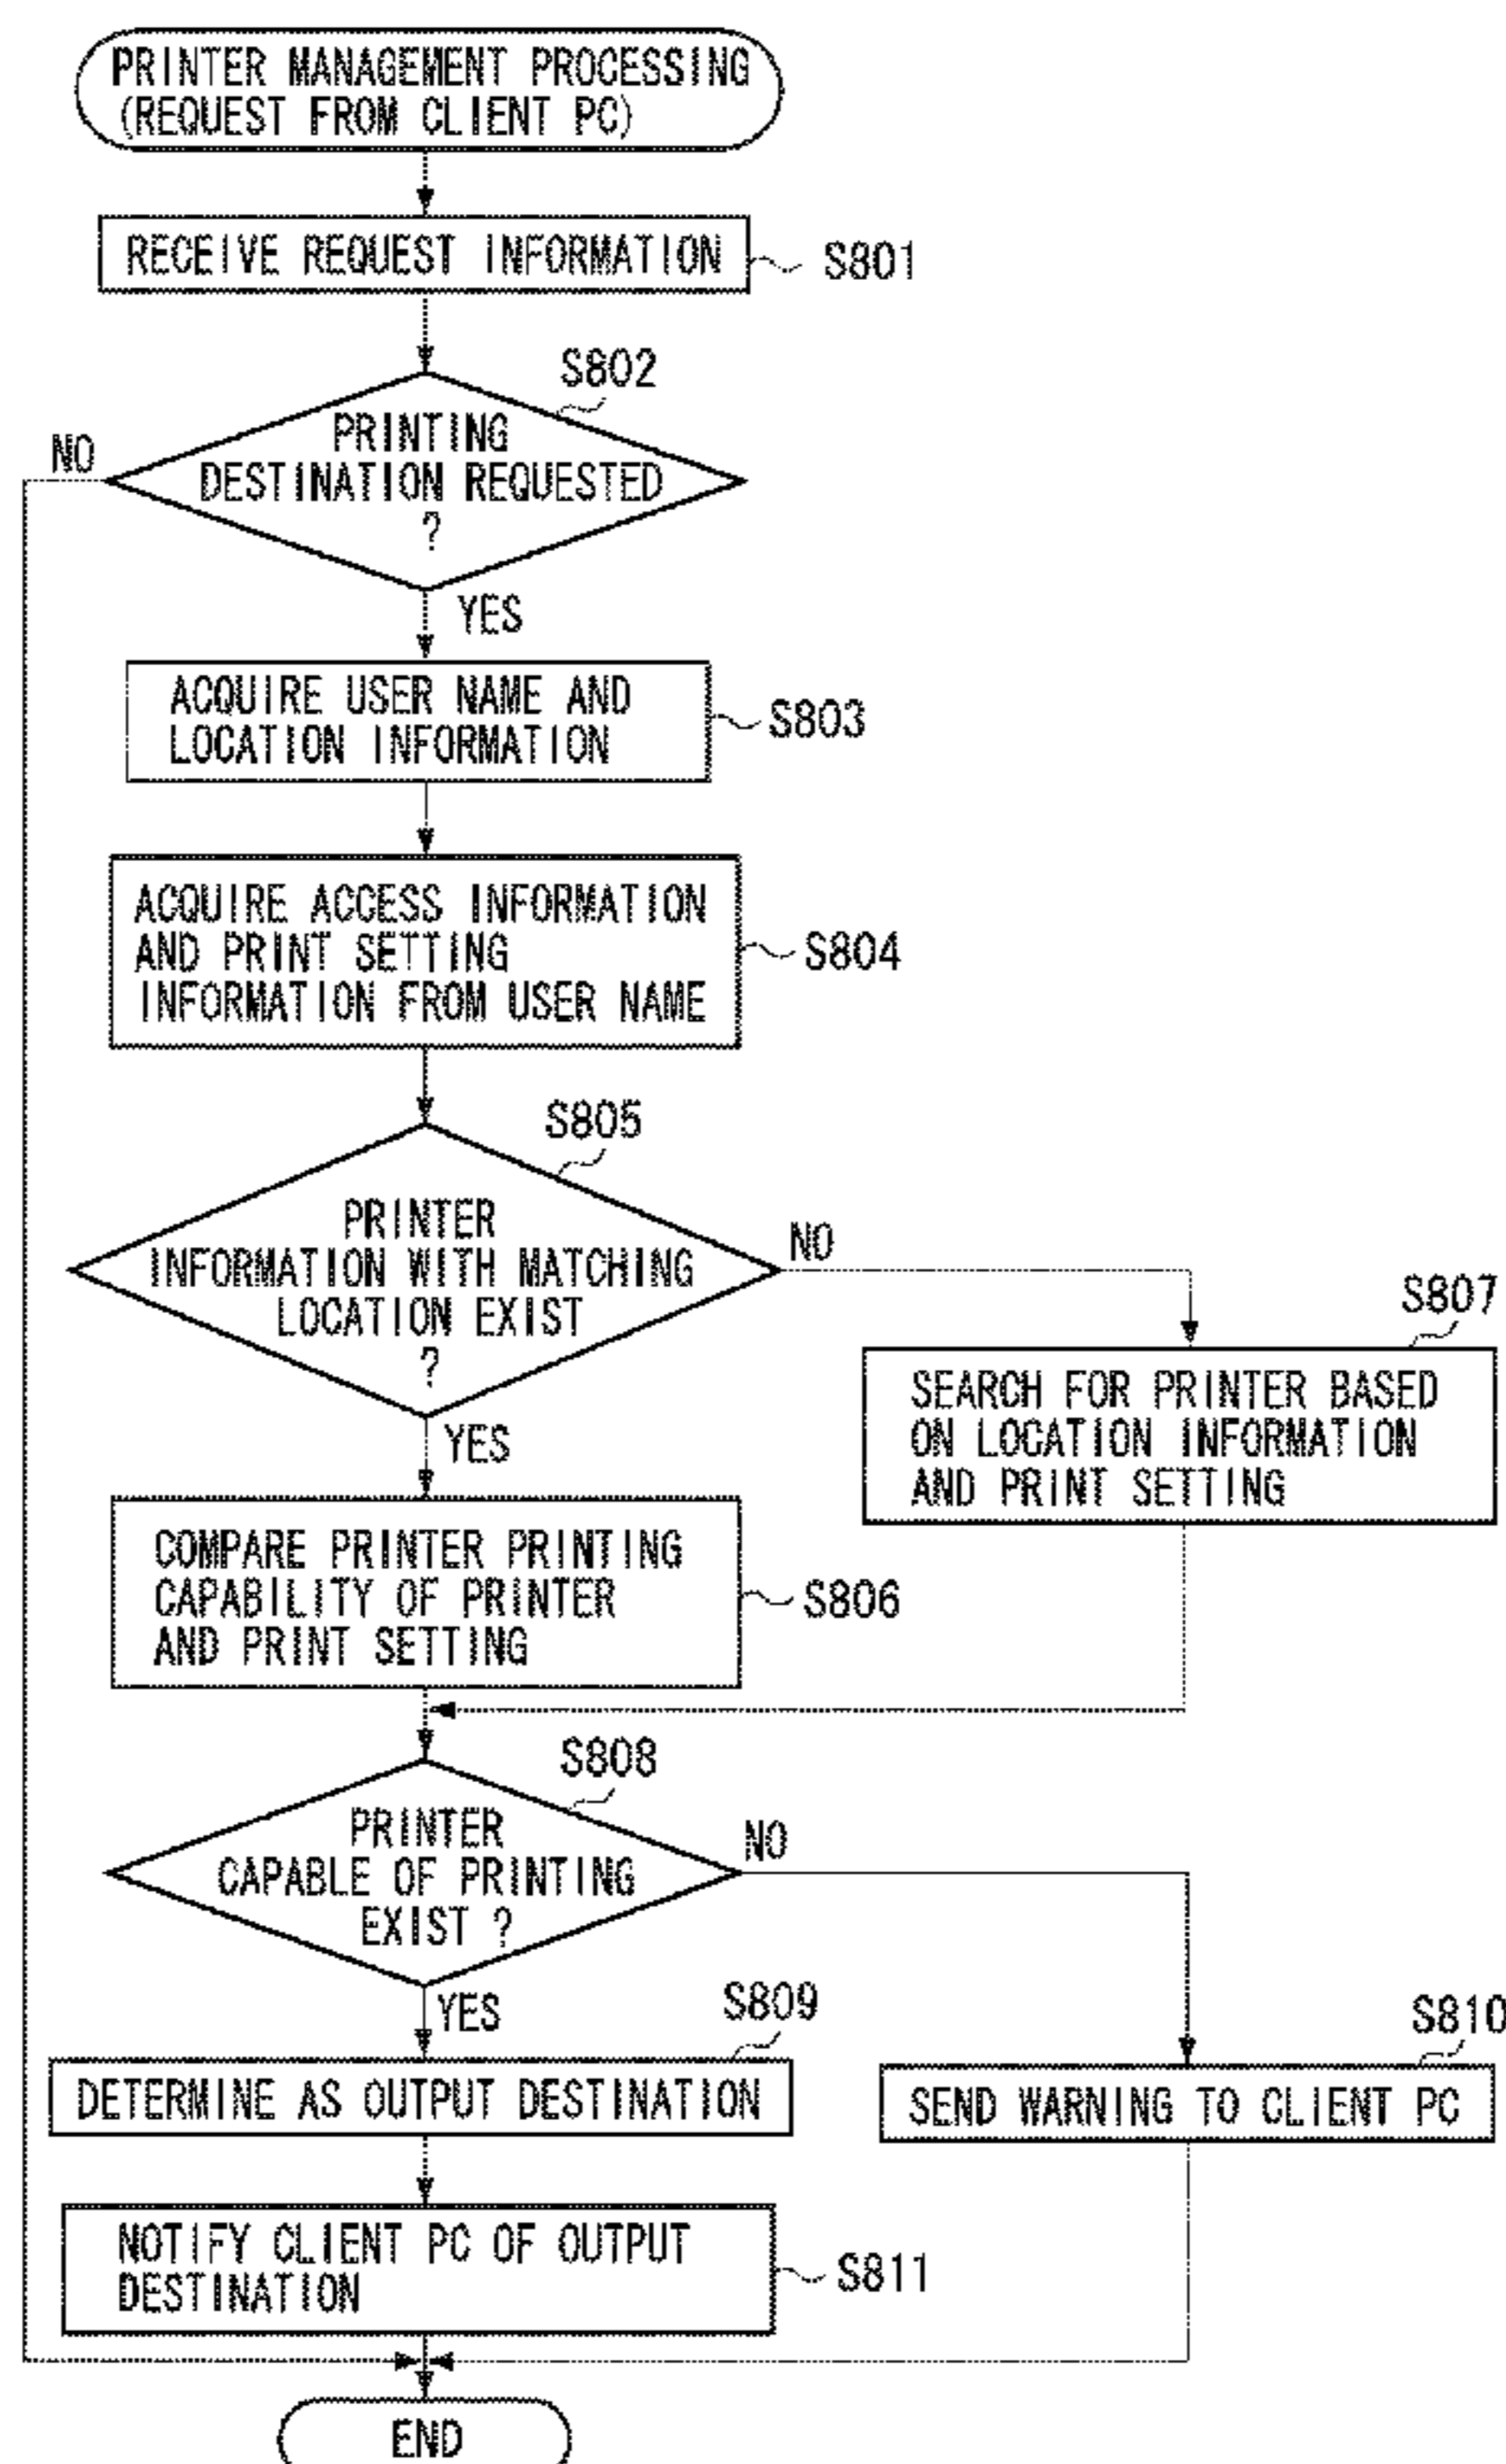 PRINTER MANAGEMENT PROCESSING
(REQUEST FROM CLIENT PC)
RECEIVE REQUEST INFORMATION
S801
S802
PRINTING
DESTINATION REQUESTED
?
NO
YES
ACQUIRE USER NAME AND
LOCATION INFORMATION
S803
ACQUIRE ACCESS INFORMATION
AND PRINT SETTING
INFORMATION FROM USER NAME
S804
S805
PRINTER
INFORMATION WITH MATCHING
LOCATION EXIST
?
NO
YES
S807
SEARCH FOR PRINTER BASED
ON LOCATION INFORMATION
AND PRINT SETTING
COMPARE PRINTER PRINTING
CAPABILITY OF PRINTER
AND PRINT SETTING
S806
S808
PRINTER
CAPABLE OF PRINTING
EXIST ?
NO
YES
S809
DETERMINE AS OUTPUT DESTINATION
S810
SEND WARNING TO CLIENT PC
NOTIFY CLIENT PC OF OUTPUT
DESTINATION
S811
END